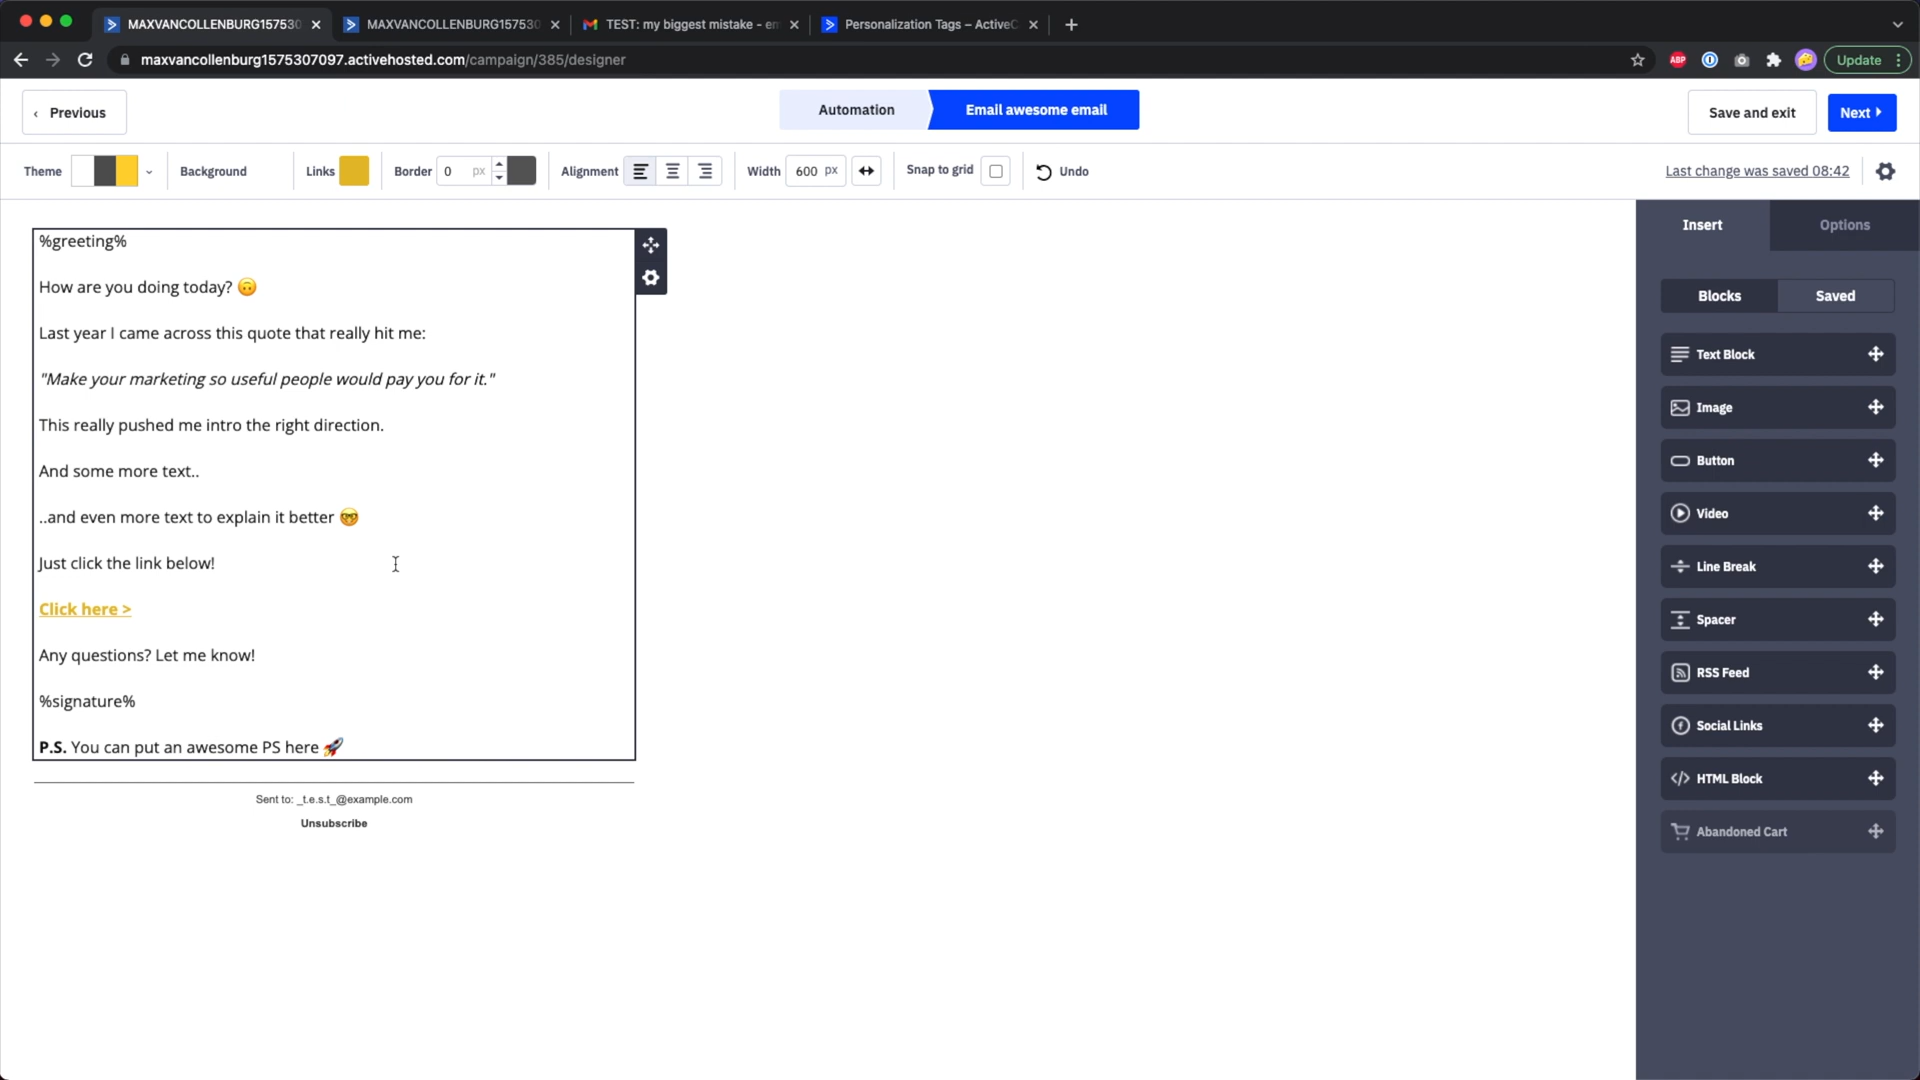 MAXVANCOLLENBURG157530
MAXVANCOLLENBURG157530
TEST: my biggest mistake - em
Personalization Tags – ActiveC
maxvancollenburg1575307097.activehosted.com/campaign/385/designer
ABP
Update
Previous
Automation
Email awesome email
Save and exit
Next
Theme
Background
Links
Border
0
px
Alignment
Width
600 px
Snap to grid
Undo
Last change was saved 08:42
%greeting%
How are you doing today? 🙃
Last year I came across this quote that really hit me:
"Make your marketing so useful people would pay you for it."
This really pushed me intro the right direction.
And some more text..
..and even more text to explain it better 🤓
Just click the link below!
Click here >
Any questions? Let me know!
%signature%
P.S. You can put an awesome PS here 🚀
Sent to: _t.e.s.t_@example.com
Unsubscribe
Insert
Options
Blocks
Saved
Text Block
Image
Button
Video
Line Break
Spacer
RSS Feed
Social Links
HTML Block
Abandoned Cart